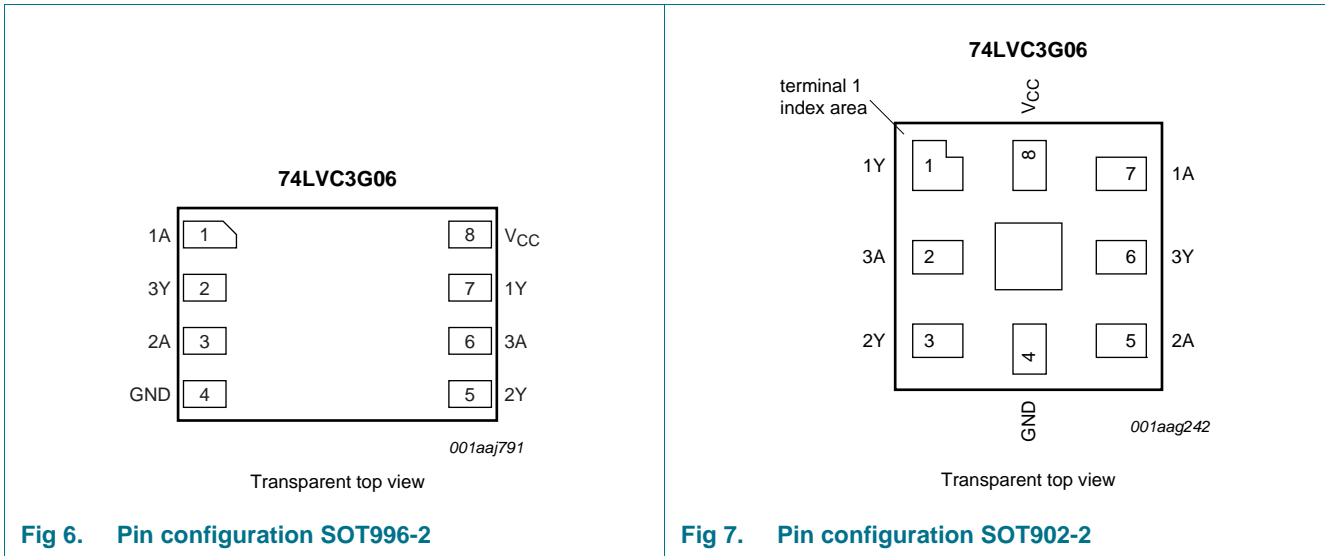 74LVC3G06
1A 1 8 VCC
3Y 2 7 1Y
2A 3 6 3A
GND 4 5 2Y
001aaj791
Transparent top view
Fig 6. Pin configuration SOT996-2
74LVC3G06
terminal 1
index area
VCC
1Y 1 8 7 1A
3A 2 6 3Y
2Y 3 4 5 2A
GND
001aag242
Transparent top view
Fig 7. Pin configuration SOT902-2